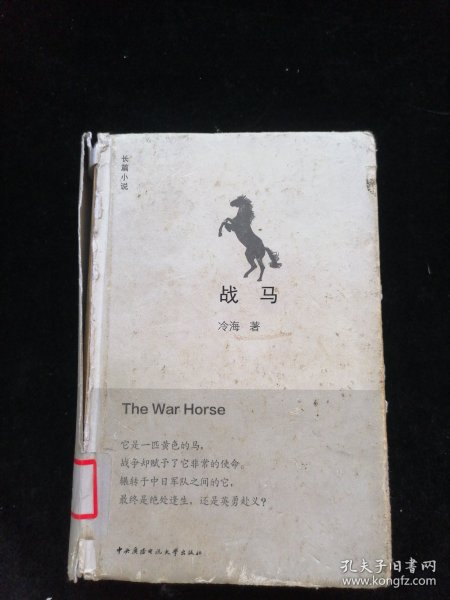 长篇小说
战马
冷海 著
The War Horse
它是一匹黄色的马，
战争却赋予了它非常的使命。
辗转于中日军队之间的它，
最终是绝处逢生，还是英勇赴义？
中央广播电视大学出版社
孔夫子旧书网
www.kongfz.com